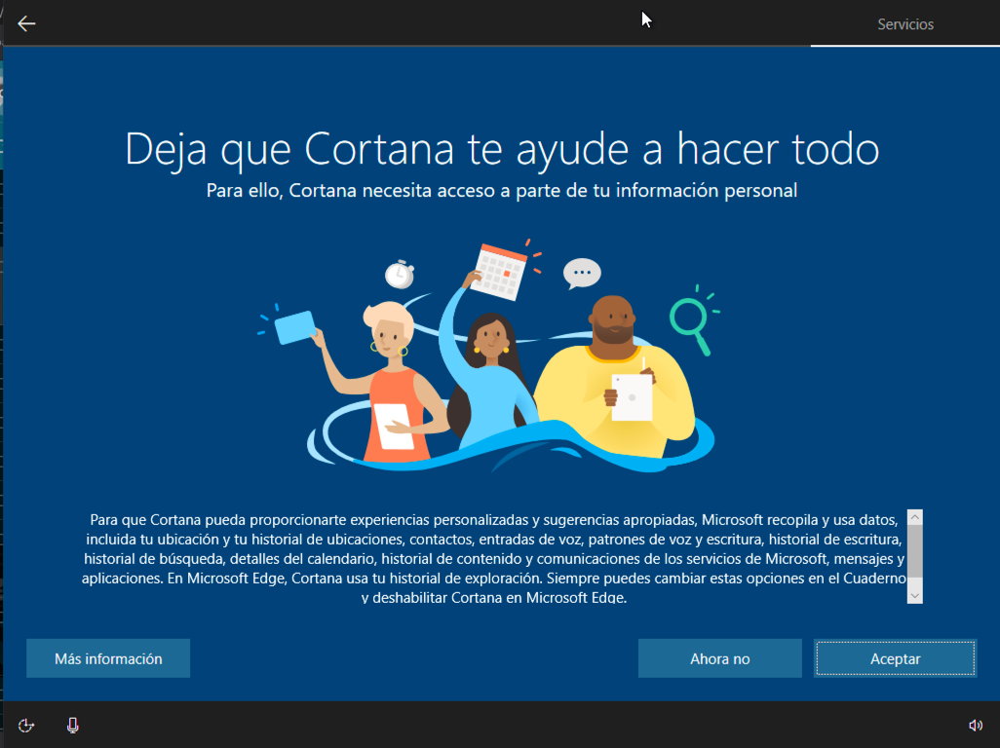 Servicios
Deja que Cortana te ayude a hacer todo
Para ello, Cortana necesita acceso a parte de tu información personal
Para que Cortana pueda proporcionarte experiencias personalizadas y sugerencias apropiadas, Microsoft recopila y usa datos,
incluida tu ubicación y tu historial de ubicaciones, contactos, entradas de voz, patrones de voz y escritura, historial de escritura,
historial de búsqueda, detalles del calendario, historial de contenido y comunicaciones de los servicios de Microsoft, mensajes y
aplicaciones. En Microsoft Edge, Cortana usa tu historial de exploración. Siempre puedes cambiar estas opciones en el Cuaderno
y deshabilitar Cortana en Microsoft Edge.
Más información
Ahora no
Aceptar